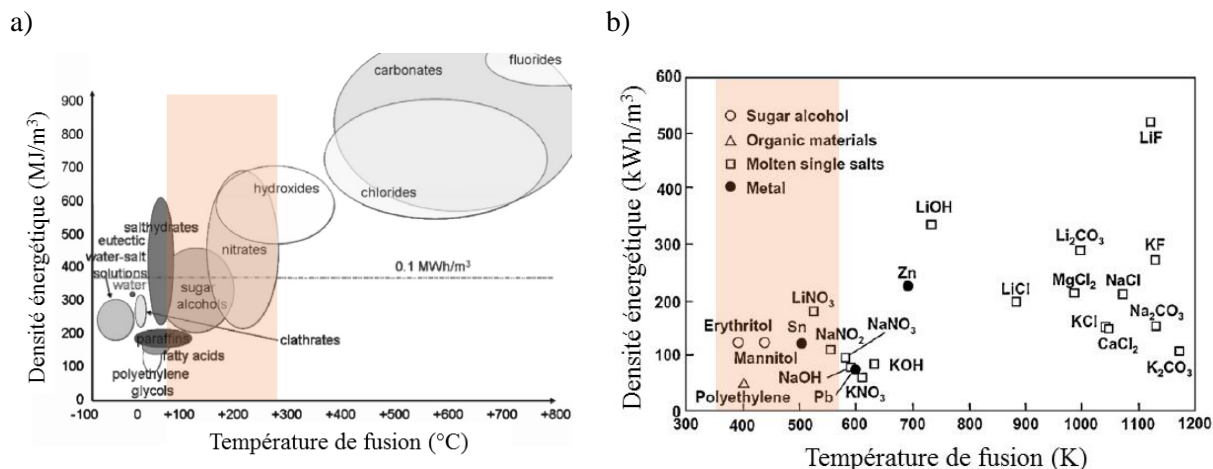 a)
Densité énergétique (MJ/m³)
900
800
700
600
500
400
300
200
100
0
-100
0
+100
+200
+300
+400
+500
+600
+700
+800
Température de fusion (°C)
fluorides
carbonates
chlorides
hydroxides
nitrates
salthydrates
eutectic
water-salt
solutions
water
sugar
alcohols
0.1 MWh/m³
clathrates
paraffins
fatty acids
polyethylene
glycols
b)
Densité énergétique (kWh/m³)
600
500
400
300
200
100
0
300
400
500
600
700
800
900
1000
1100
1200
Température de fusion (K)
Sugar alcohol
Organic materials
Molten single salts
Metal
LiF
LiOH
Li₂CO₃
KF
Zn
LiCl
MgCl₂
NaCl
LiNO₃
Erythritol
Sn
NaNO₂
NaNO₃
KCl
Na₂CO₃
CaCl₂
Mannitol
NaOH
KOH
K₂CO₃
Polyethylene
Pb
KNO₃